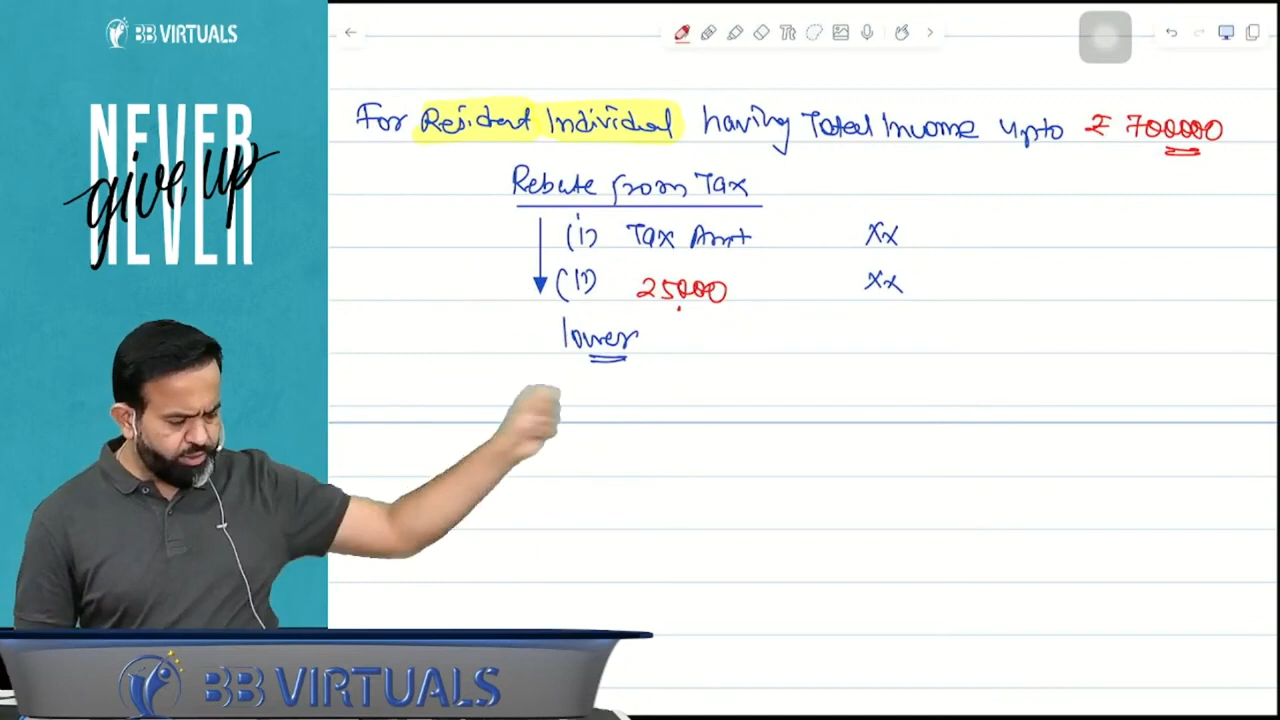 BB VIRTUALS
NEVER
give up
NEVER
For Resident Individual having Total Income upto ₹ 700000
Rebate from Tax
(i) Tax Amt xx
(ii) 25000 xx
lower
BB VIRTUALS